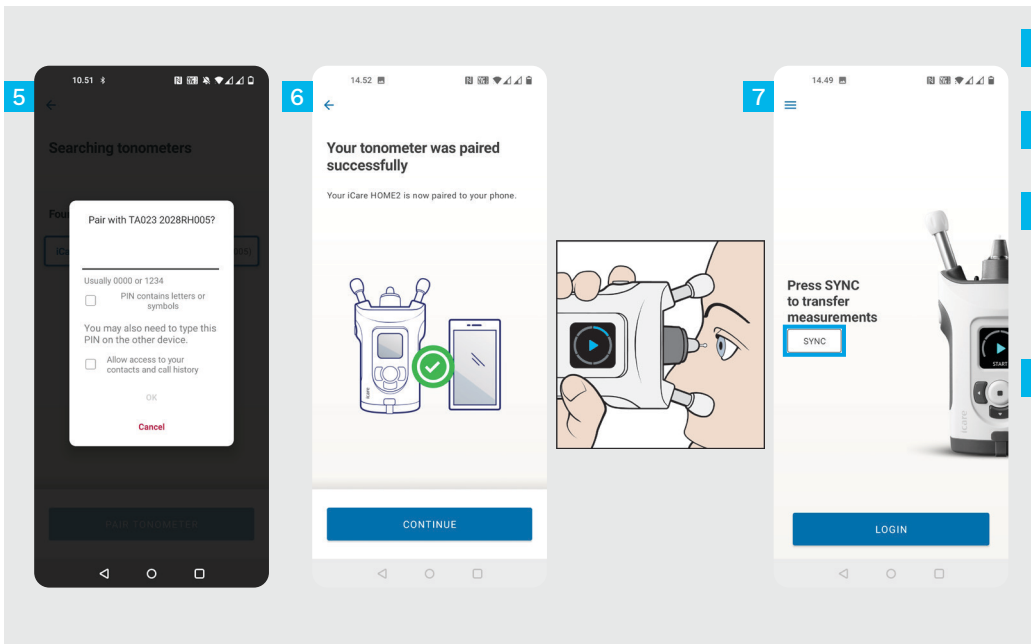 5
10.51
Searching tonometers
Pair with TA023 2028RH005?
Usually 0000 or 1234
PIN contains letters or
symbols
You may also need to type this
PIN on the other device.
Allow access to your
contacts and call history
OK
Cancel
PAIR TONOMETER
6
14.52
Your tonometer was paired
successfully
Your iCare HOME2 is now paired to your phone.
icare
CONTINUE
7
14.49
Press SYNC
to transfer
measurements
SYNC
START
icare
LOGIN